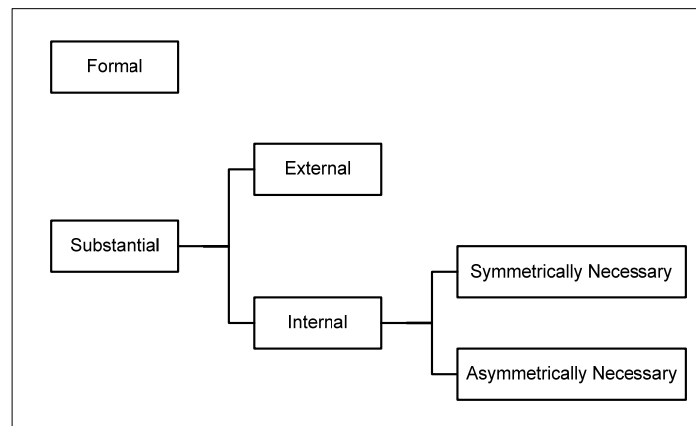 Formal
External
Substantial
Symmetrically Necessary
Internal
Asymmetrically Necessary